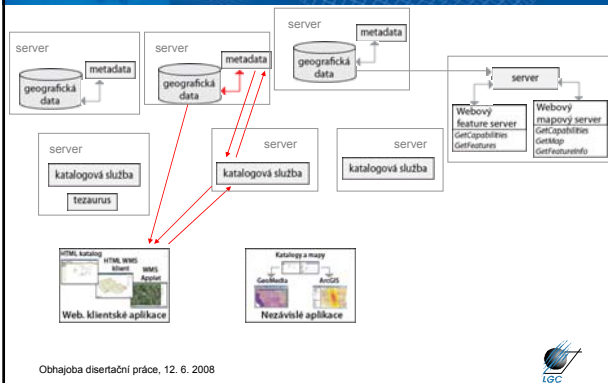 server
geografická
data
metadata
server
geografická
data
metadata
server
geografická
data
metadata
server
Webový
feature server
GetCapabilities
GetFeatures
Webový
mapový server
GetCapabilities
GetMap
GetFeatureInfo
server
katalogová služba
tezaurus
server
katalogová služba
server
katalogová služba
HTML katalog
HTML WMS
klient
WMS
Applet
Web. klientské aplikace
Katalogy a mapy
GeoMedia
ArcGIS
Nezávislé aplikace
Obhajoba disertační práce, 12. 6. 2008
LGC